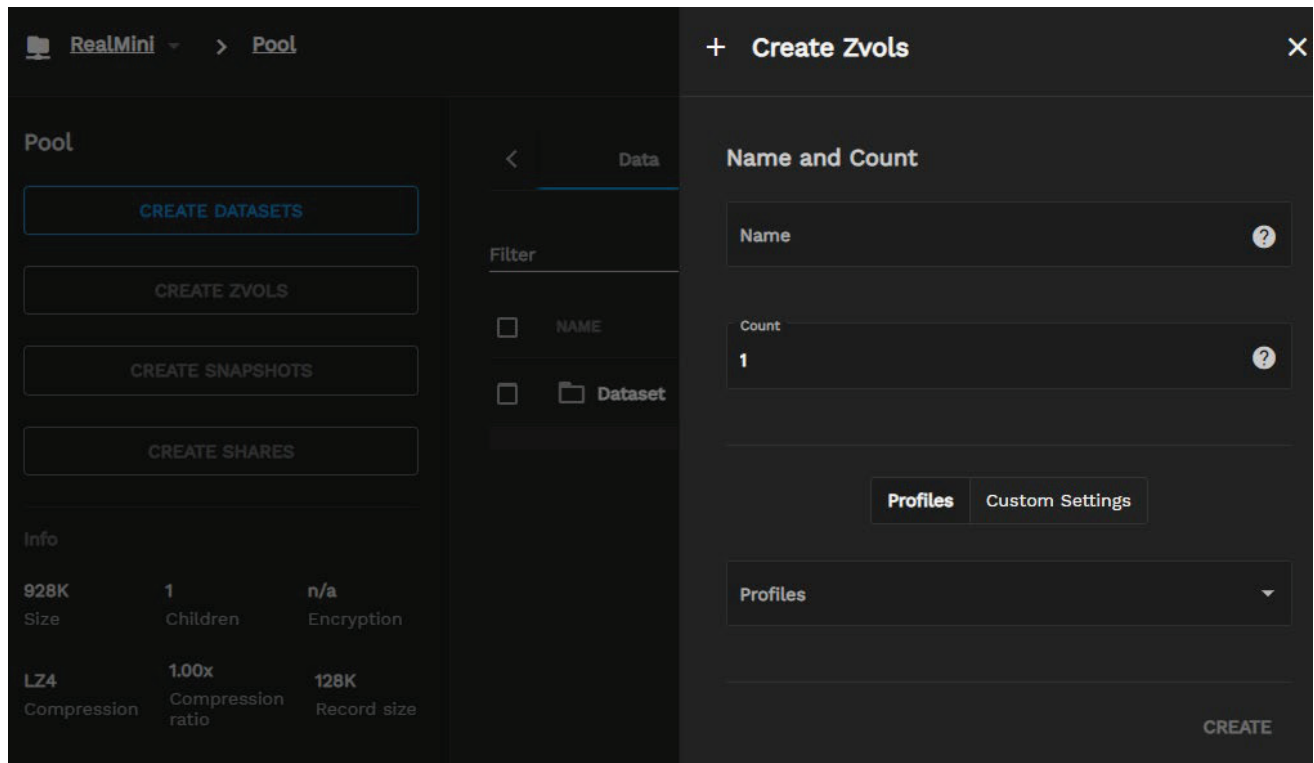 RealMini > Pool
+ Create Zvols ×
Pool
CREATE DATASETS
CREATE ZVOLS
CREATE SNAPSHOTS
CREATE SHARES
Info
928K 1 n/a
Size Children Encryption
LZ4 1.00x 128K
Compression Compression ratio Record size
< Data
Filter
NAME
Dataset
Name and Count
Name ?
Count
1 ?
Profiles Custom Settings
Profiles
CREATE